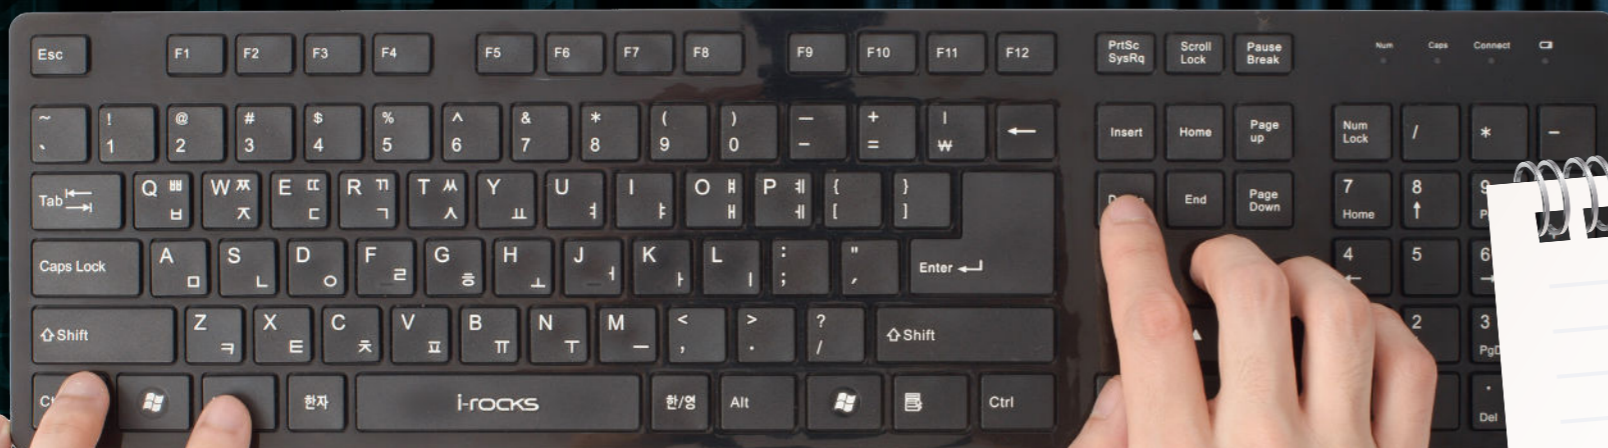 Esc F1 F2 F3 F4 F5 F6 F7 F8 F9 F10 F11 F12 PrtSc SysRq Scroll Lock Pause Break Num Caps Connect
~ ` ! 1 @ 2 # 3 $ 4 % 5 ^ 6 & 7 * 8 ( 9 ) 0 — - + = | ₩ ← Insert Home Page up Num Lock / * -
Tab Q ㅃ ㅂ W ㅉ ㅈ E ㄸ ㄷ R ㄲ ㄱ T ㅆ ㅅ Y ㅛ U ㅕ I ㅑ O ㅒ ㅐ P ㅖ ㅔ { [ } ] End Page Down 7 Home 8 ↑ 9
Caps Lock A ㅁ S ㄴ D ㅇ F ㄹ G ㅎ H ㅗ J ㅓ K ㅏ L ㅣ : ; " ' Enter 4 ← 5 6
Shift Z ㅋ X ㅌ C ㅊ V ㅍ B ㅠ N ㅜ M ㅡ < , > . ? / Shift ▲ 2 3
한자 i-rocks 한/영 Alt Ctrl . Del